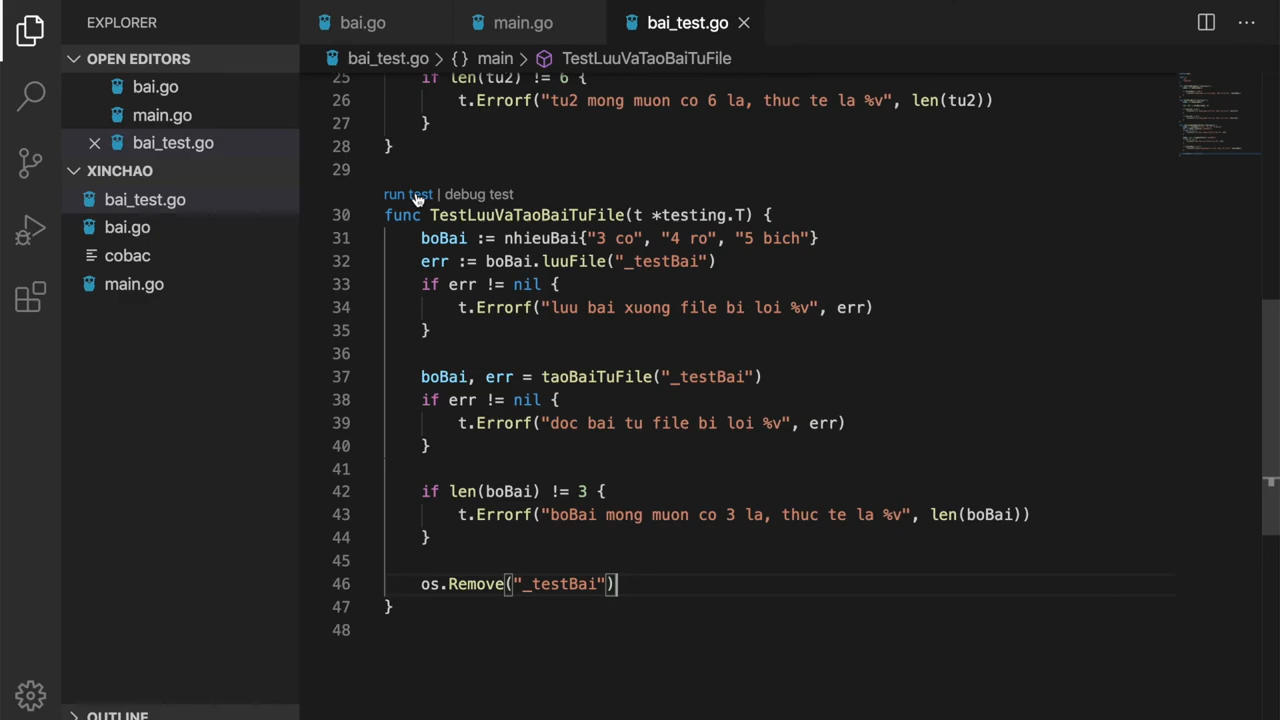 EXPLORER
bai.go
main.go
bai_test.go
OPEN EDITORS
bai_test.go > {} main > TestLuuVaTaoBaiTuFile
bai.go
main.go
bai_test.go
XINCHAO
bai_test.go
bai.go
cobac
main.go
OUTLINE
25 if len(tu2) != 6 {
26 t.Errorf("tu2 mong muon co 6 la, thuc te la %v", len(tu2))
27 }
28 }
29
run test | debug test
30 func TestLuuVaTaoBaiTuFile(t *testing.T) {
31 boBai := nhieuBai{"3 co", "4 ro", "5 bich"}
32 err := boBai.luuFile("_testBai")
33 if err != nil {
34 t.Errorf("luu bai xuong file bi loi %v", err)
35 }
36
37 boBai, err = taoBaiTuFile("_testBai")
38 if err != nil {
39 t.Errorf("doc bai tu file bi loi %v", err)
40 }
41
42 if len(boBai) != 3 {
43 t.Errorf("boBai mong muon co 3 la, thuc te la %v", len(boBai))
44 }
45
46 os.Remove("_testBai")
47 }
48